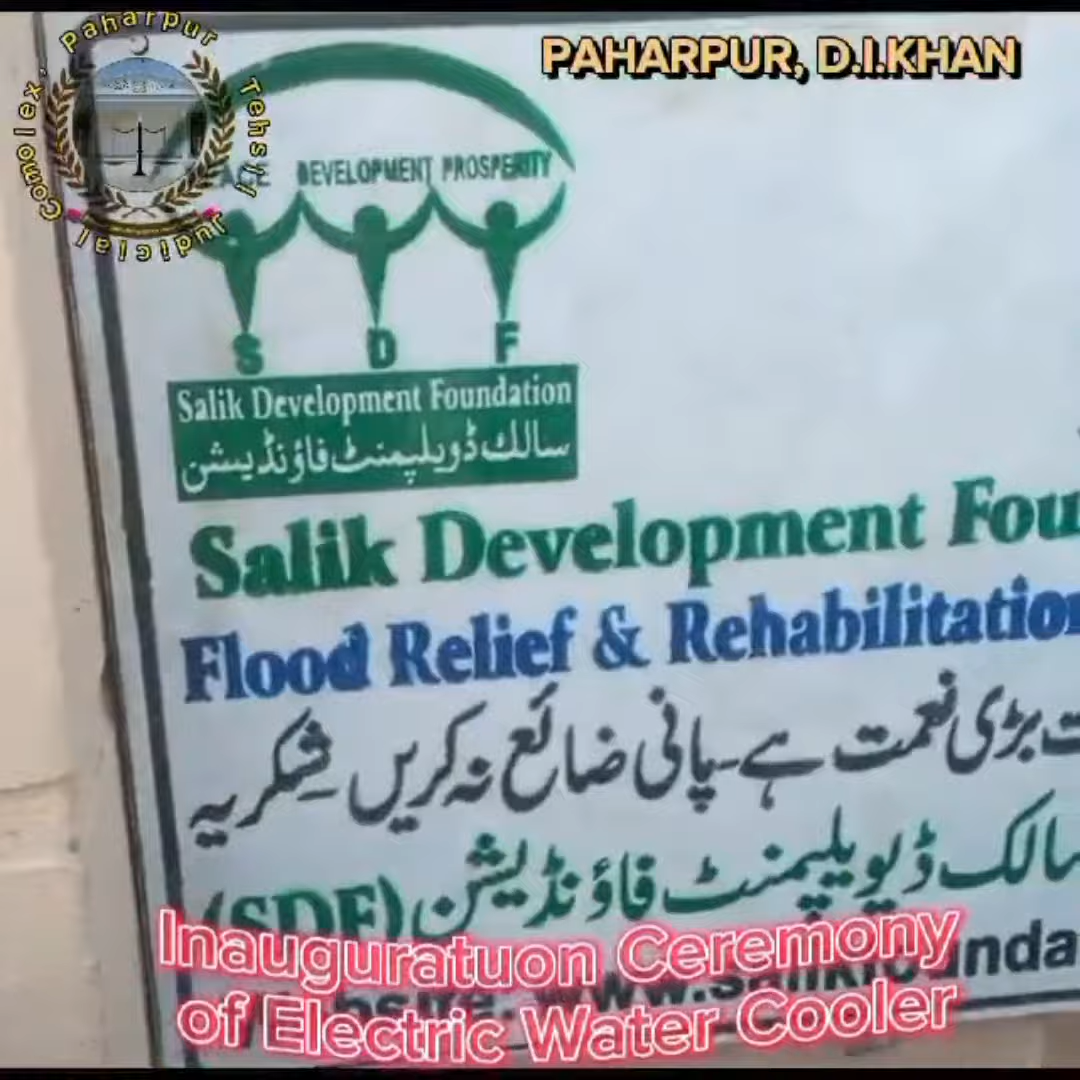 Paharpur Tehsil Judicial Comolex,
PAHARPUR, D.I.KHAN
DEVELOPMENT PROSPERITY
S D F
Salik Development Foundation
سالک ڈویلپمنٹ فاؤنڈیشن
Salik Development Fou
Flood Relief & Rehabilitation
بڑی نعمت ہے۔ پانی ضائع نہ کریں شکریہ
سالک ڈیویلپمنٹ فاؤنڈیشن (SDF)
Inauguratuon Ceremony
of Electric Water Cooler